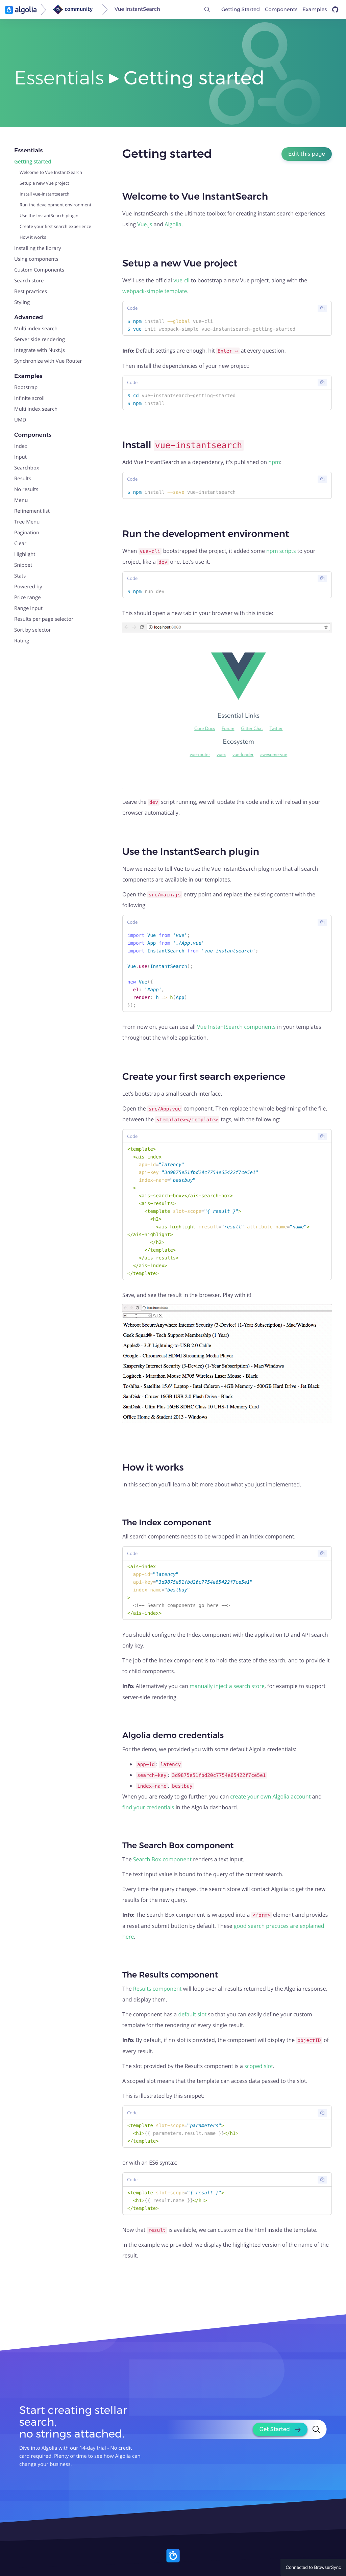 algolia
community
Vue InstantSearch
Getting Started
Components
Examples
Essentials ▸ Getting started
Essentials
Getting started
Welcome to Vue InstantSearch
Setup a new Vue project
Install vue-instantsearch
Run the development environment
Use the InstantSearch plugin
Create your first search experience
How it works
Installing the library
Using components
Custom Components
Search store
Best practices
Styling
Advanced
Multi index search
Server side rendering
Integrate with Nuxt.js
Synchronize with Vue-Router
Examples
Bootstrap
Infinite scroll
Multi index search
UMD
Components
Index
Input
Searchbox
Results
No results
Menu
Refinement list
Tree Menu
Pagination
Clear
Highlight
Snippet
Stats
Powered by
Price range
Range input
Results per page selector
Sort by selector
Rating
Getting started
Edit this page
Welcome to Vue InstantSearch
Vue InstantSearch is the ultimate toolbox for creating instant-search experiences
using Vue.js and Algolia.
Setup a new Vue project
We'll use the official vue-cli to bootstrap a new Vue project, along with the
webpack-simple template.
Code
$ npm install --global vue-cli
$ vue init webpack-simple vue-instantsearch-getting-started
Info: Default settings are enough, hit Enter ⏎ at every question.
Then install the dependencies of your new project:
Code
$ cd vue-instantsearch-getting-started
$ npm install
Install vue-instantsearch
Add Vue InstantSearch as a dependency, it's published on npm:
Code
$ npm install --save vue-instantsearch
Run the development environment
When vue-cli bootstrapped the project, it added some npm scripts to your
project, like a dev one. Let's use it:
Code
$ npm run dev
This should open a new tab in your browser with this inside:
localhost:8080
Essential Links
Core Docs Forum Gitter Chat Twitter
Ecosystem
vue-router vuex vue-loader awesome-vue
.
Leave the dev script running, we will update the code and it will reload in your
browser automatically.
Use the InstantSearch plugin
Now we need to tell Vue to use the Vue InstantSearch plugin so that all search
components are available in our templates.
Open the src/main.js entry point and replace the existing content with the
following:
Code
import Vue from 'vue';
import App from './App.vue'
import InstantSearch from 'vue-instantsearch';
Vue.use(InstantSearch);
new Vue({
el: '#app',
render: h => h(App)
});
From now on, you can use all Vue InstantSearch components in your templates
throughout the whole application.
Create your first search experience
Let's bootstrap a small search interface.
Open the src/App.vue component. Then replace the whole beginning of the file,
between the <template></template> tags, with the following:
Code
<template>
<ais-index
app-id="latency"
api-key="3d9875e51fbd20c7754e65422f7ce5e1"
index-name="bestbuy"
>
<ais-search-box></ais-search-box>
<ais-results>
<template slot-scope="{ result }">
<h2>
<ais-highlight :result="result" attribute-name="name">
</ais-highlight>
</h2>
</template>
</ais-results>
</ais-index>
</template>
Save, and see the result in the browser. Play with it!
localhost:8080
Webroot SecureAnywhere Internet Security (3-Device) (1-Year Subscription) - Mac/Windows
Geek Squad® - Tech Support Membership (1 Year)
Apple® - 3.3' Lightning-to-USB 2.0 Cable
Google - Chromecast HDMI Streaming Media Player
Kaspersky Internet Security (3-Device) (1-Year Subscription) - Mac/Windows
Logitech - Marathon Mouse M705 Wireless Laser Mouse - Black
Toshiba - Satellite 15.6" Laptop - Intel Celeron - 4GB Memory - 500GB Hard Drive - Jet Black
SanDisk - Cruzer 16GB USB 2.0 Flash Drive - Black
SanDisk - Ultra Plus 16GB SDHC Class 10 UHS-1 Memory Card
Office Home & Student 2013 - Windows
.
How it works
In this section you'll learn a bit more about what you just implemented.
The Index component
All search components needs to be wrapped in an Index component.
Code
<ais-index
app-id="latency"
api-key="3d9875e51fbd20c7754e65422f7ce5e1"
index-name="bestbuy"
>
<!-- Search components go here -->
</ais-index>
You should configure the Index component with the application ID and API search
only key.
The job of the Index component is to hold the state of the search, and to provide it
to child components.
Info: Alternatively you can manually inject a search store, for example to support
server-side rendering.
Algolia demo credentials
For the demo, we provided you with some default Algolia credentials:
app-id: latency
search-key: 3d9875e51fbd20c7754e65422f7ce5e1
index-name: bestbuy
When you are ready to go further, you can create your own Algolia account and
find your credentials in the Algolia dashboard.
The Search Box component
The Search Box component renders a text input.
The text input value is bound to the query of the current search.
Every time the query changes, the search store will contact Algolia to get the new
results for the new query.
Info: The Search Box component is wrapped into a <form> element and provides
a reset and submit button by default. These good search practices are explained
here.
The Results component
The Results component will loop over all results returned by the Algolia response,
and display them.
The component has a default slot so that you can easily define your custom
template for the rendering of every single result.
Info: By default, if no slot is provided, the component will display the objectID of
every result.
The slot provided by the Results component is a scoped slot.
A scoped slot means that the template can access data passed to the slot.
This is illustrated by this snippet:
Code
<template slot-scope="parameters">
<h1>{{ parameters.result.name }}</h1>
</template>
or with an ES6 syntax:
Code
<template slot-scope="{ result }">
<h1>{{ result.name }}</h1>
</template>
Now that result is available, we can customize the html inside the template.
In the example we provided, we display the highlighted version of the name of the
result.
Start creating stellar
search,
no strings attached.
Dive into Algolia with our 14-day trial - No credit
card required. Plenty of time to see how Algolia can
change your business.
Get Started
Connected to BrowserSync